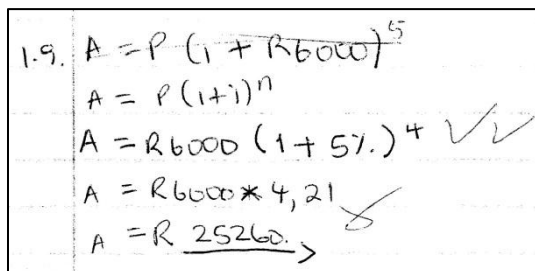 1.9. A = P (1 + R6000)⁵
A = P(1+i)ⁿ
A = R6000 (1 + 5%.)⁴ ✓✓
A = R6000 * 4,21
A = R 25260.